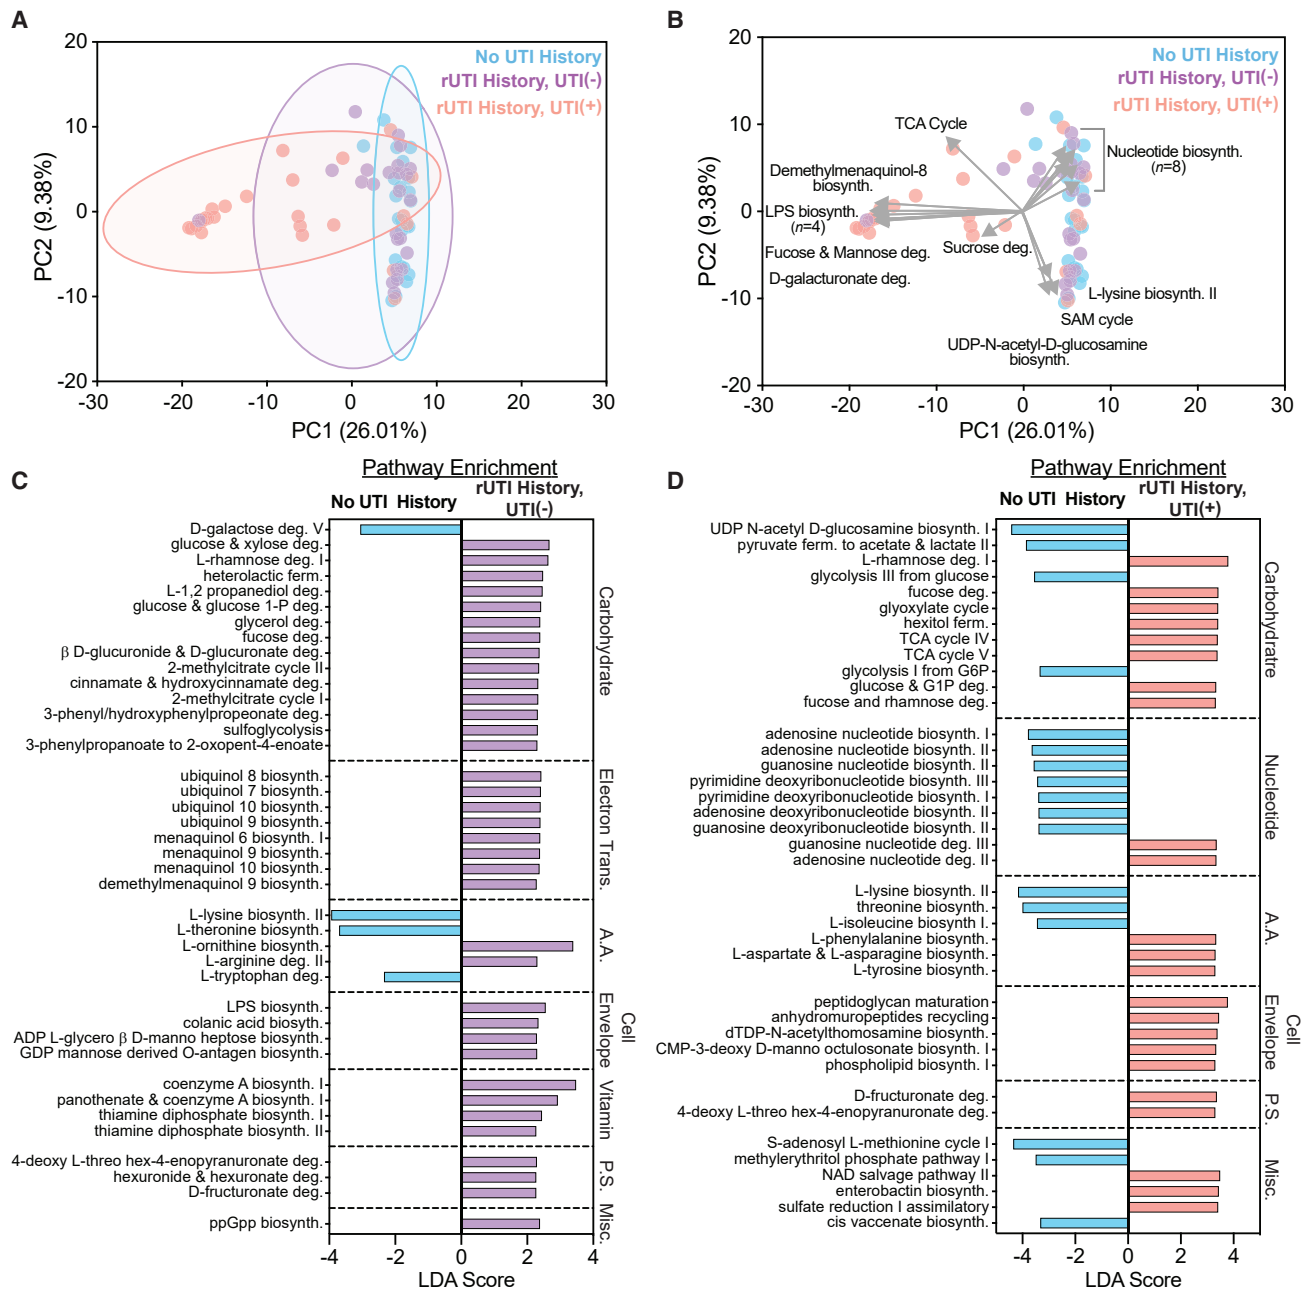 A
20
10
0
-10
-20
-30
-20
-10
0
10
20
30
PC2 (9.38%)
PC1 (26.01%)
No UTI History
rUTI History, UTI(-)
rUTI History, UTI(+)
B
20
10
0
-10
-20
-30
-20
-10
0
10
20
30
PC2 (9.38%)
PC1 (26.01%)
No UTI History
rUTI History, UTI(-)
rUTI History, UTI(+)
TCA Cycle
Nucleotide biosynth.
(n=8)
Demethylmenaquinol-8
biosynth.
LPS biosynth.
(n=4)
Fucose & Mannose deg.
Sucrose deg.
D-galacturonate deg.
L-lysine biosynth. II
SAM cycle
UDP-N-acetyl-D-glucosamine
biosynth.
C
Pathway Enrichment
No UTI History
rUTI History,
UTI(-)
D-galactose deg. V
glucose & xylose deg.
L-rhamnose deg. I
heterolactic ferm.
L-1,2 propanediol deg.
glucose & glucose 1-P deg.
glycerol deg.
fucose deg.
β D-glucuronide & D-glucuronate deg.
2-methylcitrate cycle II
cinnamate & hydroxycinnamate deg.
2-methylcitrate cycle I
3-phenyl/hydroxyphenylpropeonate deg.
sulfoglycolysis
3-phenylpropanoate to 2-oxopent-4-enoate
Carbohydrate
ubiquinol 8 biosynth.
ubiquinol 7 biosynth.
ubiquinol 10 biosynth.
ubiquinol 9 biosynth.
menaquinol 6 biosynth. I
menaquinol 9 biosynth.
menaquinol 10 biosynth.
demethylmenaquinol 9 biosynth.
Electron Trans.
L-lysine biosynth. II
L-theronine biosynth.
L-ornithine biosynth.
L-arginine deg. II
L-tryptophan deg.
A.A.
LPS biosynth.
colanic acid biosyth.
ADP L-glycero β D-manno heptose biosynth.
GDP mannose derived O-antagen biosynth.
Cell
Envelope
coenzyme A biosynth. I
panothenate & coenzyme A biosynth. I
thiamine diphosphate biosynth. I
thiamine diphosphate biosynth. II
Vitamin
4-deoxy L-threo hex-4-enopyranuronate deg.
hexuronide & hexuronate deg.
D-fructuronate deg.
P.S.
ppGpp biosynth.
Misc.
-4
-2
0
2
4
LDA Score
D
Pathway Enrichment
No UTI History
rUTI History,
UTI(+)
UDP N-acetyl D-glucosamine biosynth. I
pyruvate ferm. to acetate & lactate II
L-rhamnose deg. I
glycolysis III from glucose
fucose deg.
glyoxylate cycle
hexitol ferm.
TCA cycle IV
TCA cycle V
glycolysis I from G6P
glucose & G1P deg.
fucose and rhamnose deg.
Carbohydratre
adenosine nucleotide biosynth. I
adenosine nucleotide biosynth. II
guanosine nucleotide biosynth. II
pyrimidine deoxyribonucleotide biosynth. III
pyrimidine deoxyribonucleotide biosynth. I
adenosine deoxyribonucleotide biosynth. II
guanosine deoxyribonucleotide biosynth. II
guanosine nucleotide deg. III
adenosine nucleotide deg. II
Nucleotide
L-lysine biosynth. II
threonine biosynth.
L-isoleucine biosynth I.
L-phenylalanine biosynth.
L-aspartate & L-asparagine biosynth.
L-tyrosine biosynth.
A.A.
peptidoglycan maturation
anhydromuropeptides recycling
dTDP-N-acetylthomosamine biosynth.
CMP-3-deoxy D-manno octulosonate biosynth. I
phospholipid biosynth. I
Cell
Envelope
D-fructuronate deg.
4-deoxy L-threo hex-4-enopyranuronate deg.
P.S.
S-adenosyl L-methionine cycle I
methylerythritol phosphate pathway I
NAD salvage pathway II
enterobactin biosynth.
sulfate reduction I assimilatory
cis vaccenate biosynth.
Misc.
-4
-2
0
2
4
LDA Score